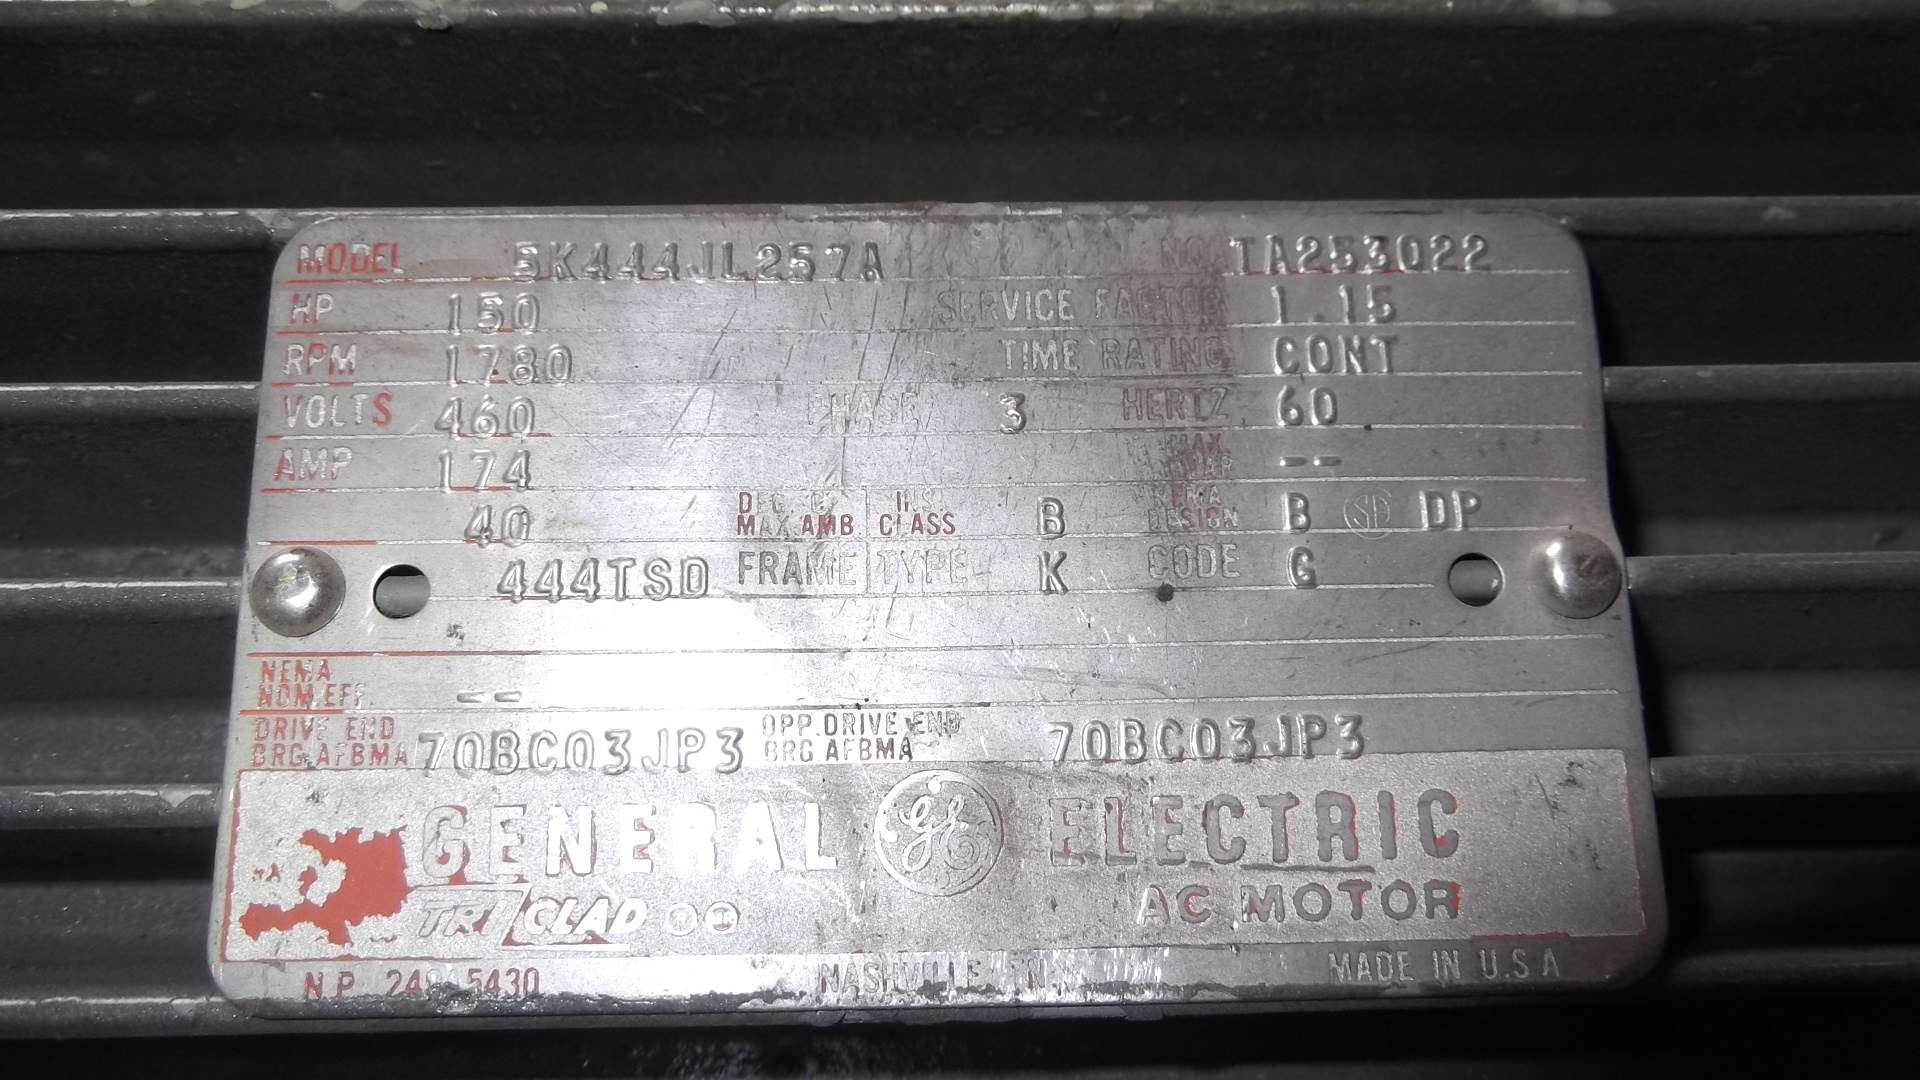 MODEL 5K444JL257A NO. TA253022
HP 150 SERVICE FACTOR 1.15
RPM 1780 TIME RATING CONT
VOLTS 460 PHASE 3 HERTZ 60
AMP 174 MAX --
40 DEG. C MAX. AMB. INS CLASS B NEMA DESIGN B DP
444TSD FRAME TYPE K CODE G
NEMA NOM. EFF. --
DRIVE END BRG. AFBMA 70BC03JP3 OPP. DRIVE END BRG AFBMA 70BC03JP3
GENERAL GE ELECTRIC
TRI CLAD AC MOTOR
N.P. NASHVILLE MADE IN U.S.A